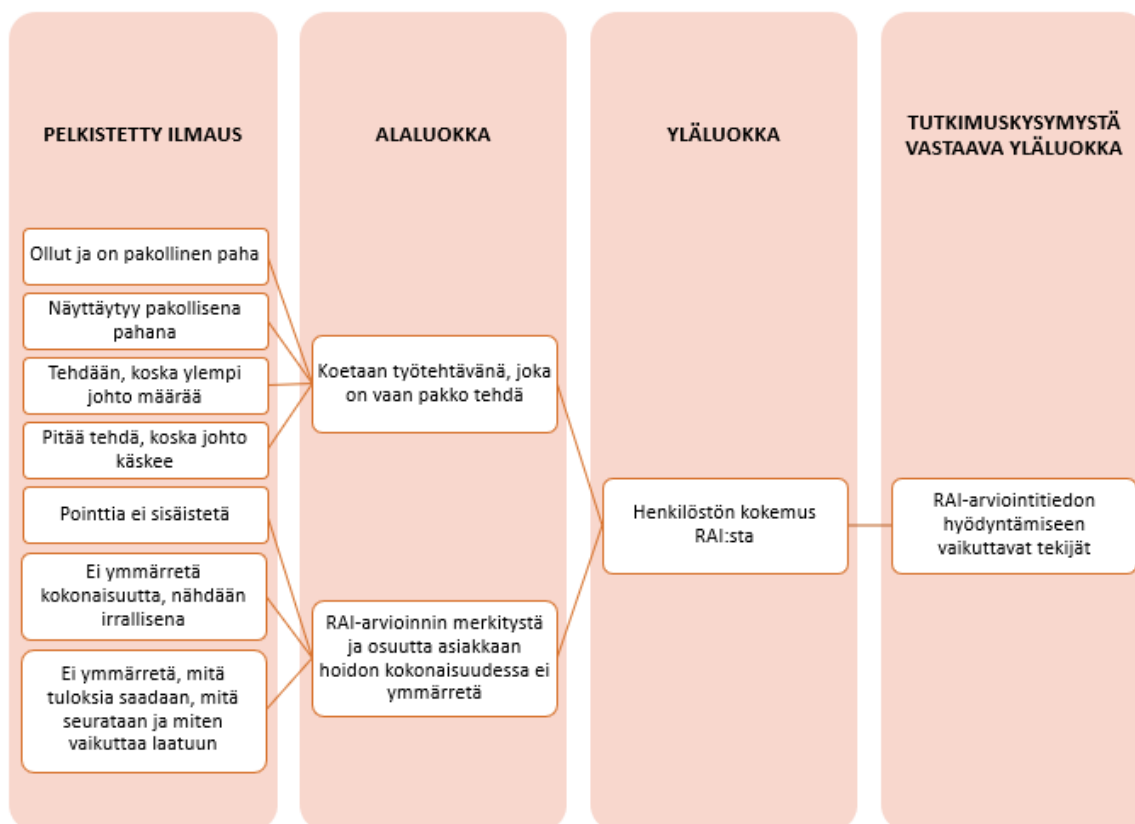 PELKISTETTY ILMAUS
ALALUOKKA
YLÄLUOKKA
TUTKIMUSKYSYMYSTÄ
VASTAAVA YLÄLUOKKA
Ollut ja on pakollinen paha
Näyttäytyy pakollisena
pahana
Tehdään, koska ylempi
johto määrää
Pitää tehdä, koska johto
käskee
Pointtia ei sisäistetä
Ei ymmärretä
kokonaisuutta, nähdään
irrallisena
Ei ymmärretä, mitä
tuloksia saadaan, mitä
seurataan ja miten
vaikuttaa laatuun
Koetaan työtehtävänä, joka
on vaan pakko tehdä
RAI-arvioinnin merkitystä
ja osuutta asiakkaan
hoidon kokonaisuudessa ei
ymmärretä
Henkilöstön kokemus
RAI:sta
RAI-arviointitiedon
hyödyntämiseen
vaikuttavat tekijät